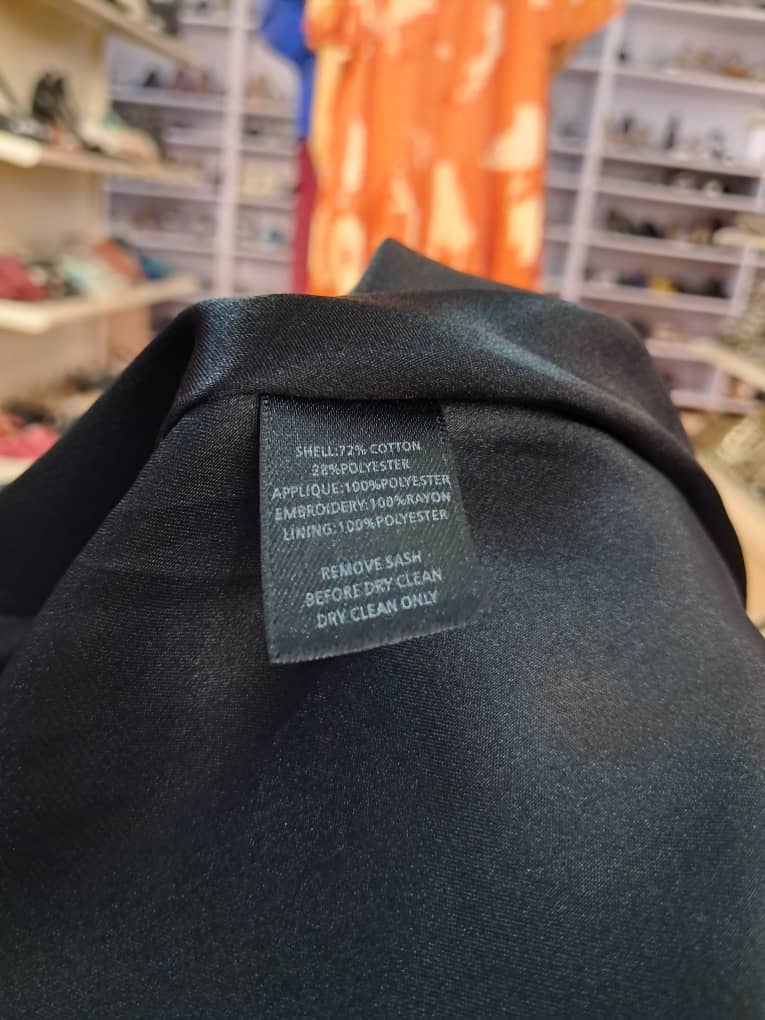 SHELL:72% COTTON
28%POLYESTER
APPLIQUE:100%POLYESTER
EMBROIDERY:100%RAYON
LINING:100%POLYESTER
REMOVE SASH
BEFORE DRY CLEAN
DRY CLEAN ONLY